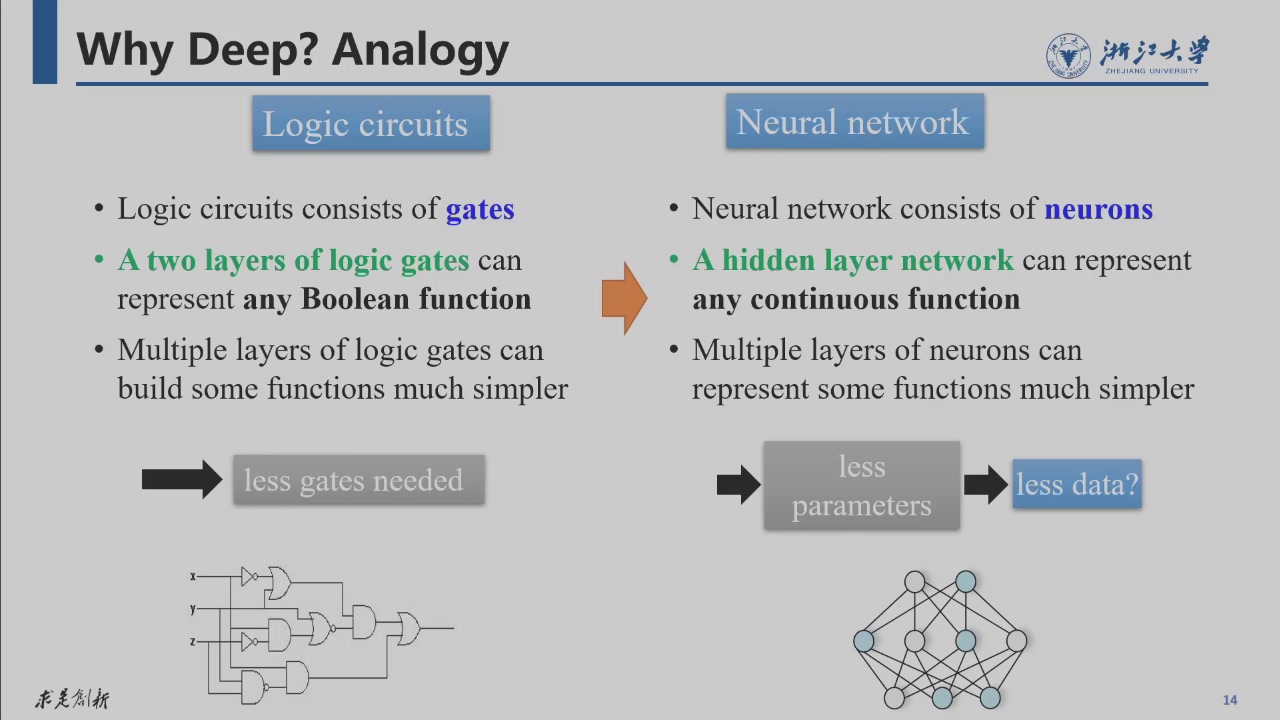 Why Deep? Analogy
浙江大学
ZHEJIANG UNIVERSITY
Logic circuits
• Logic circuits consists of gates
• A two layers of logic gates can
represent any Boolean function
• Multiple layers of logic gates can
build some functions much simpler
less gates needed
x
y
z
Neural network
• Neural network consists of neurons
• A hidden layer network can represent
any continuous function
• Multiple layers of neurons can
represent some functions much simpler
less
parameters
less data?
求是创新
14